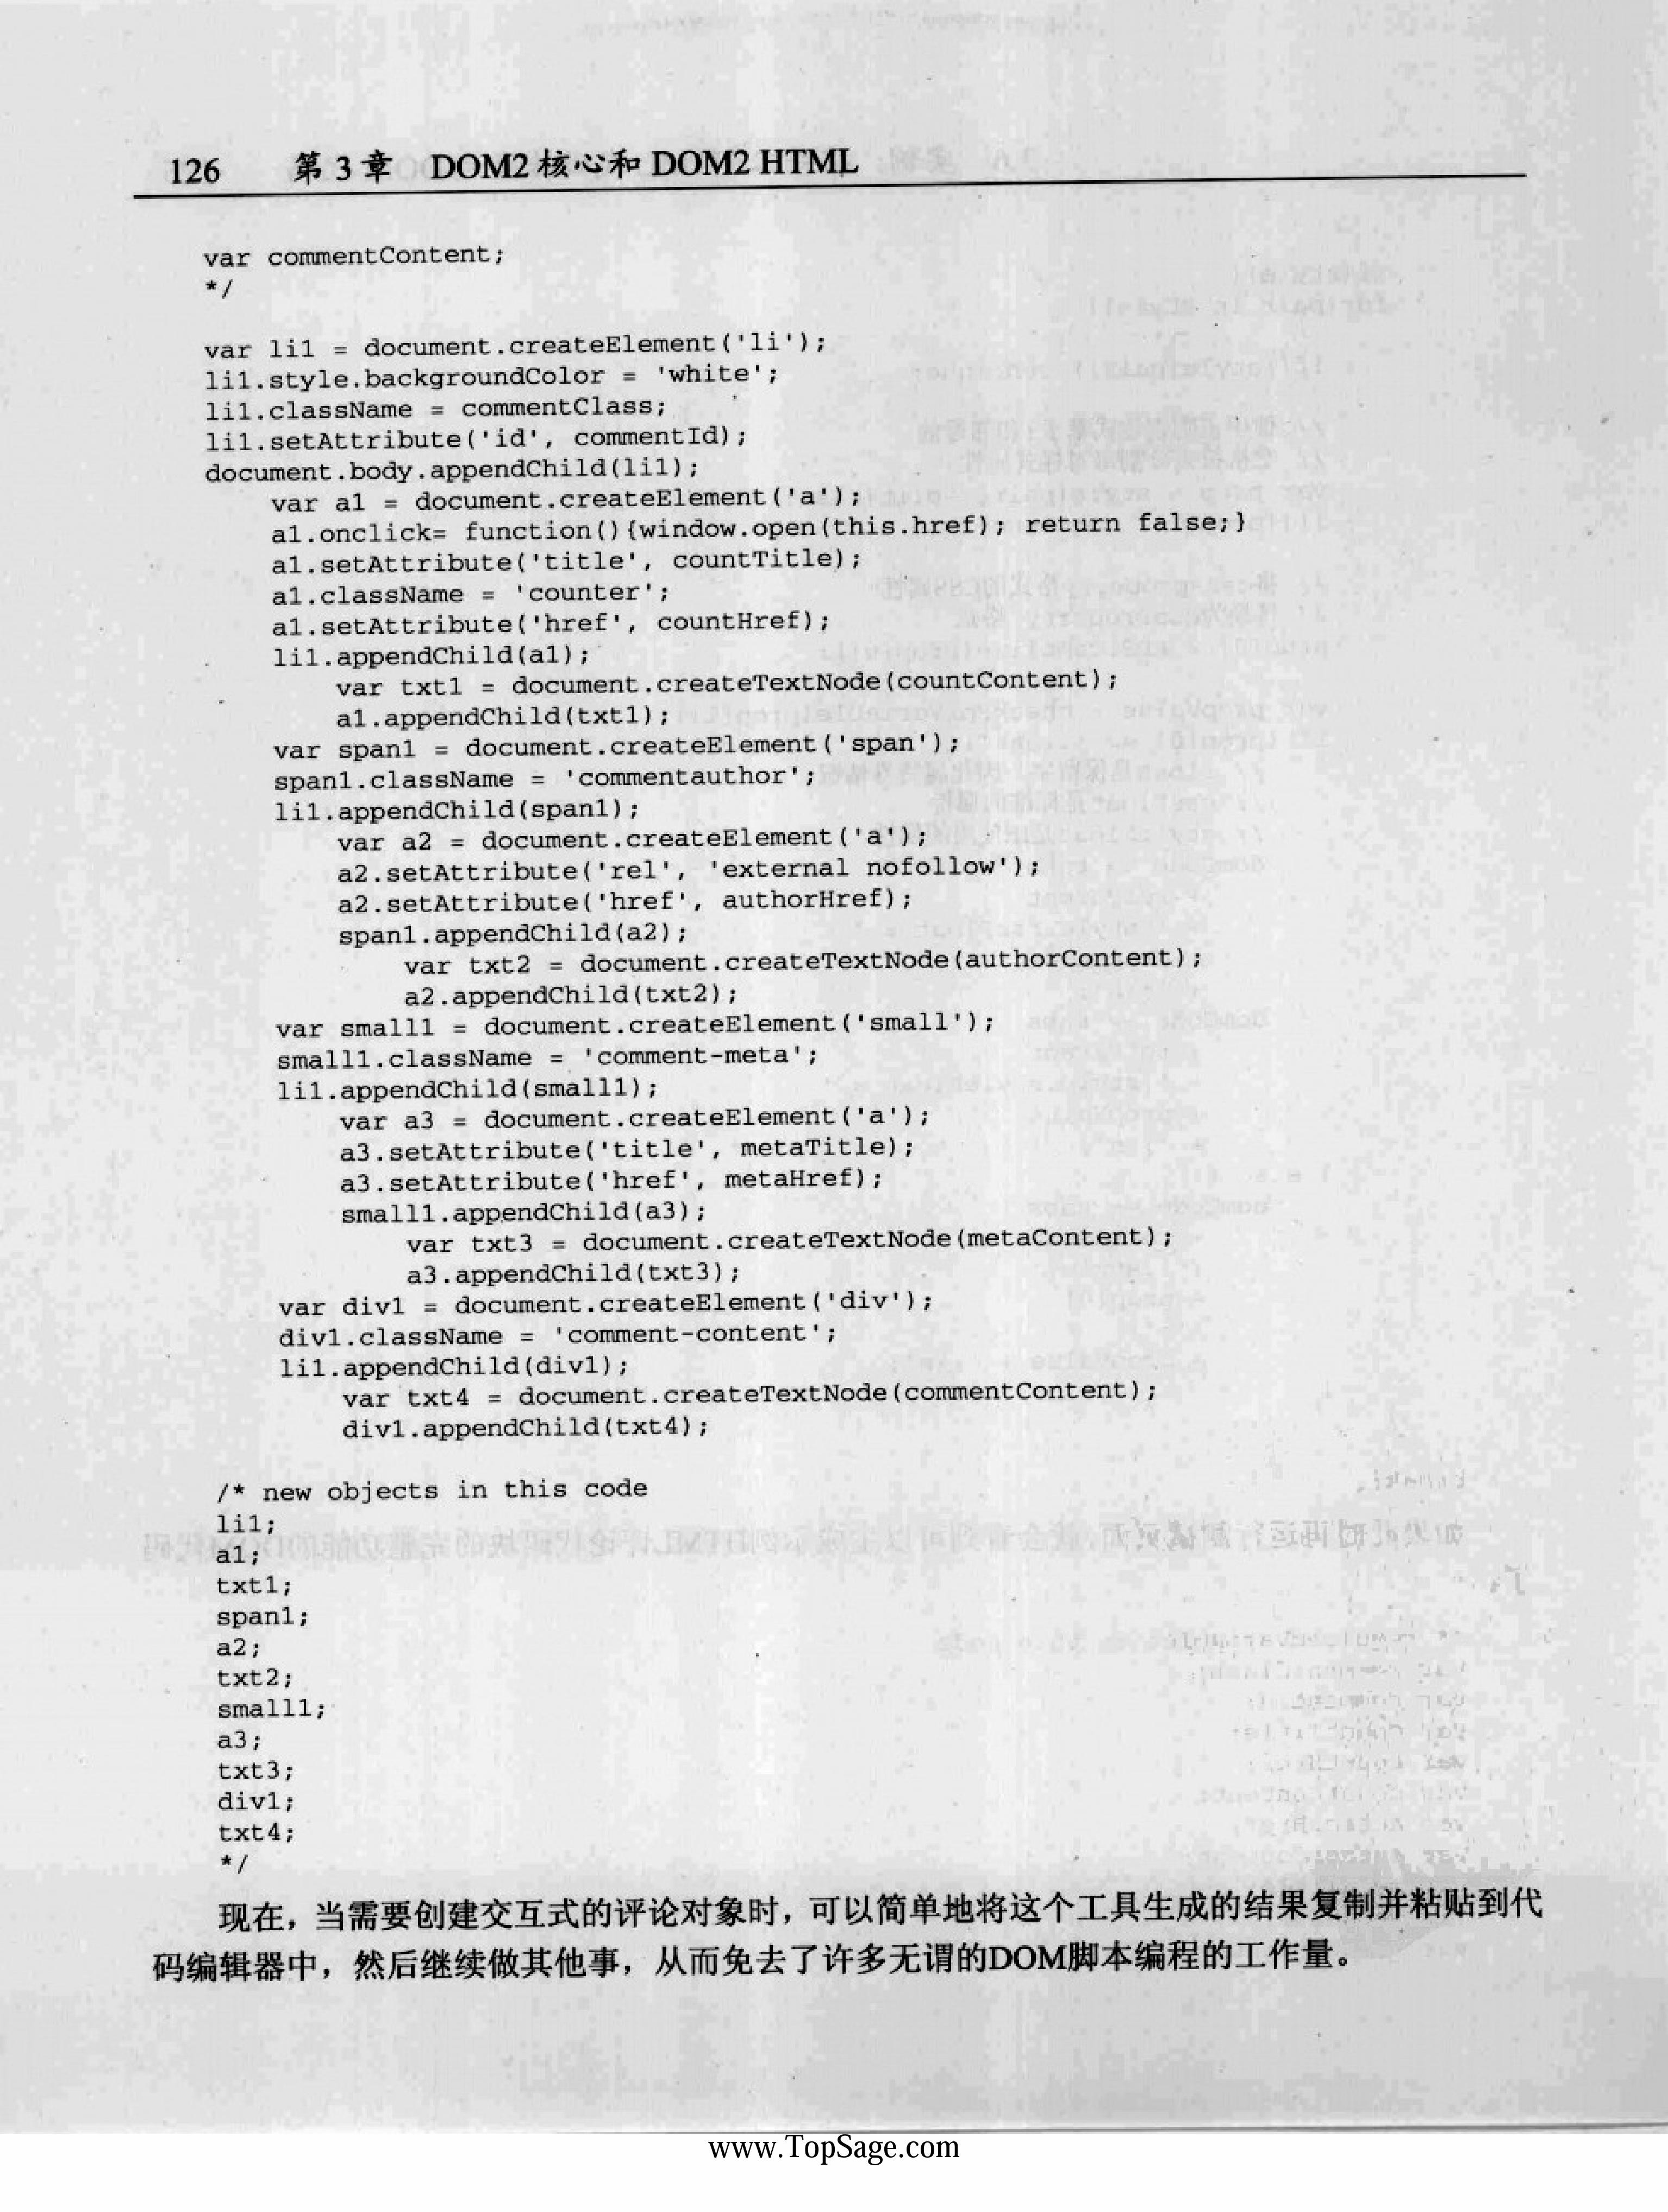 126 第 3 章 DOM2 核心和 DOM2 HTML
var commentContent;
*/
var li1 = document.createElement('li');
li1.style.backgroundColor = 'white';
li1.className = commentClass;
li1.setAttribute('id', commentId);
document.body.appendChild(li1);
var a1 = document.createElement('a');
a1.onclick= function(){window.open(this.href); return false;}
a1.setAttribute('title', countTitle);
a1.className = 'counter';
a1.setAttribute('href', countHref);
li1.appendChild(a1);
var txt1 = document.createTextNode(countContent);
a1.appendChild(txt1);
var span1 = document.createElement('span');
span1.className = 'commentauthor';
li1.appendChild(span1);
var a2 = document.createElement('a');
a2.setAttribute('rel', 'external nofollow');
a2.setAttribute('href', authorHref);
span1.appendChild(a2);
var txt2 = document.createTextNode(authorContent);
a2.appendChild(txt2);
var small1 = document.createElement('small');
small1.className = 'comment-meta';
li1.appendChild(small1);
var a3 = document.createElement('a');
a3.setAttribute('title', metaTitle);
a3.setAttribute('href', metaHref);
small1.appendChild(a3);
var txt3 = document.createTextNode(metaContent);
a3.appendChild(txt3);
var div1 = document.createElement('div');
div1.className = 'comment-content';
li1.appendChild(div1);
var txt4 = document.createTextNode(commentContent);
div1.appendChild(txt4);
/* new objects in this code
li1;
a1;
txt1;
span1;
a2;
txt2;
small1;
a3;
txt3;
div1;
txt4;
*/
现在，当需要创建交互式的评论对象时，可以简单地将这个工具生成的结果复制并粘贴到代
码编辑器中，然后继续做其他事，从而免去了许多无谓的DOM脚本编程的工作量。
www.TopSage.com